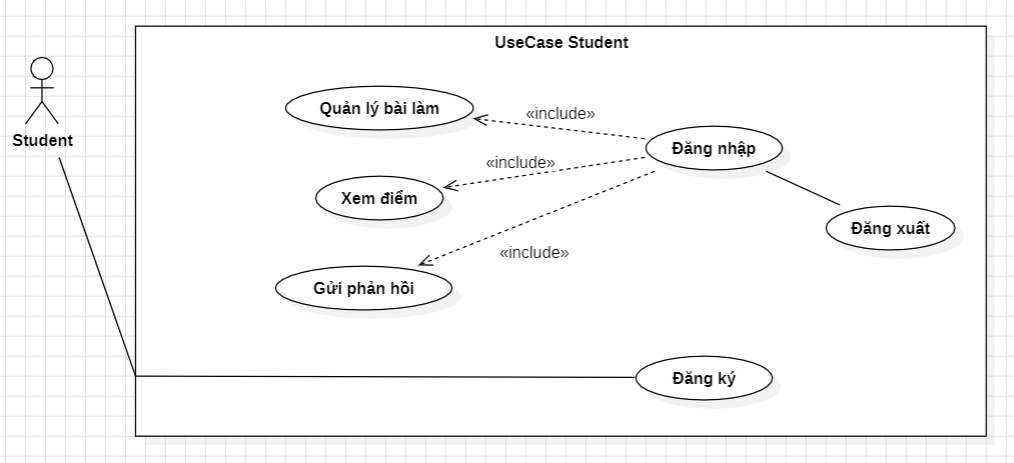 UseCase Student
Student
Quản lý bài làm
«include»
Đăng nhập
«include»
Xem điểm
Đăng xuất
«include»
Gửi phản hồi
Đăng ký